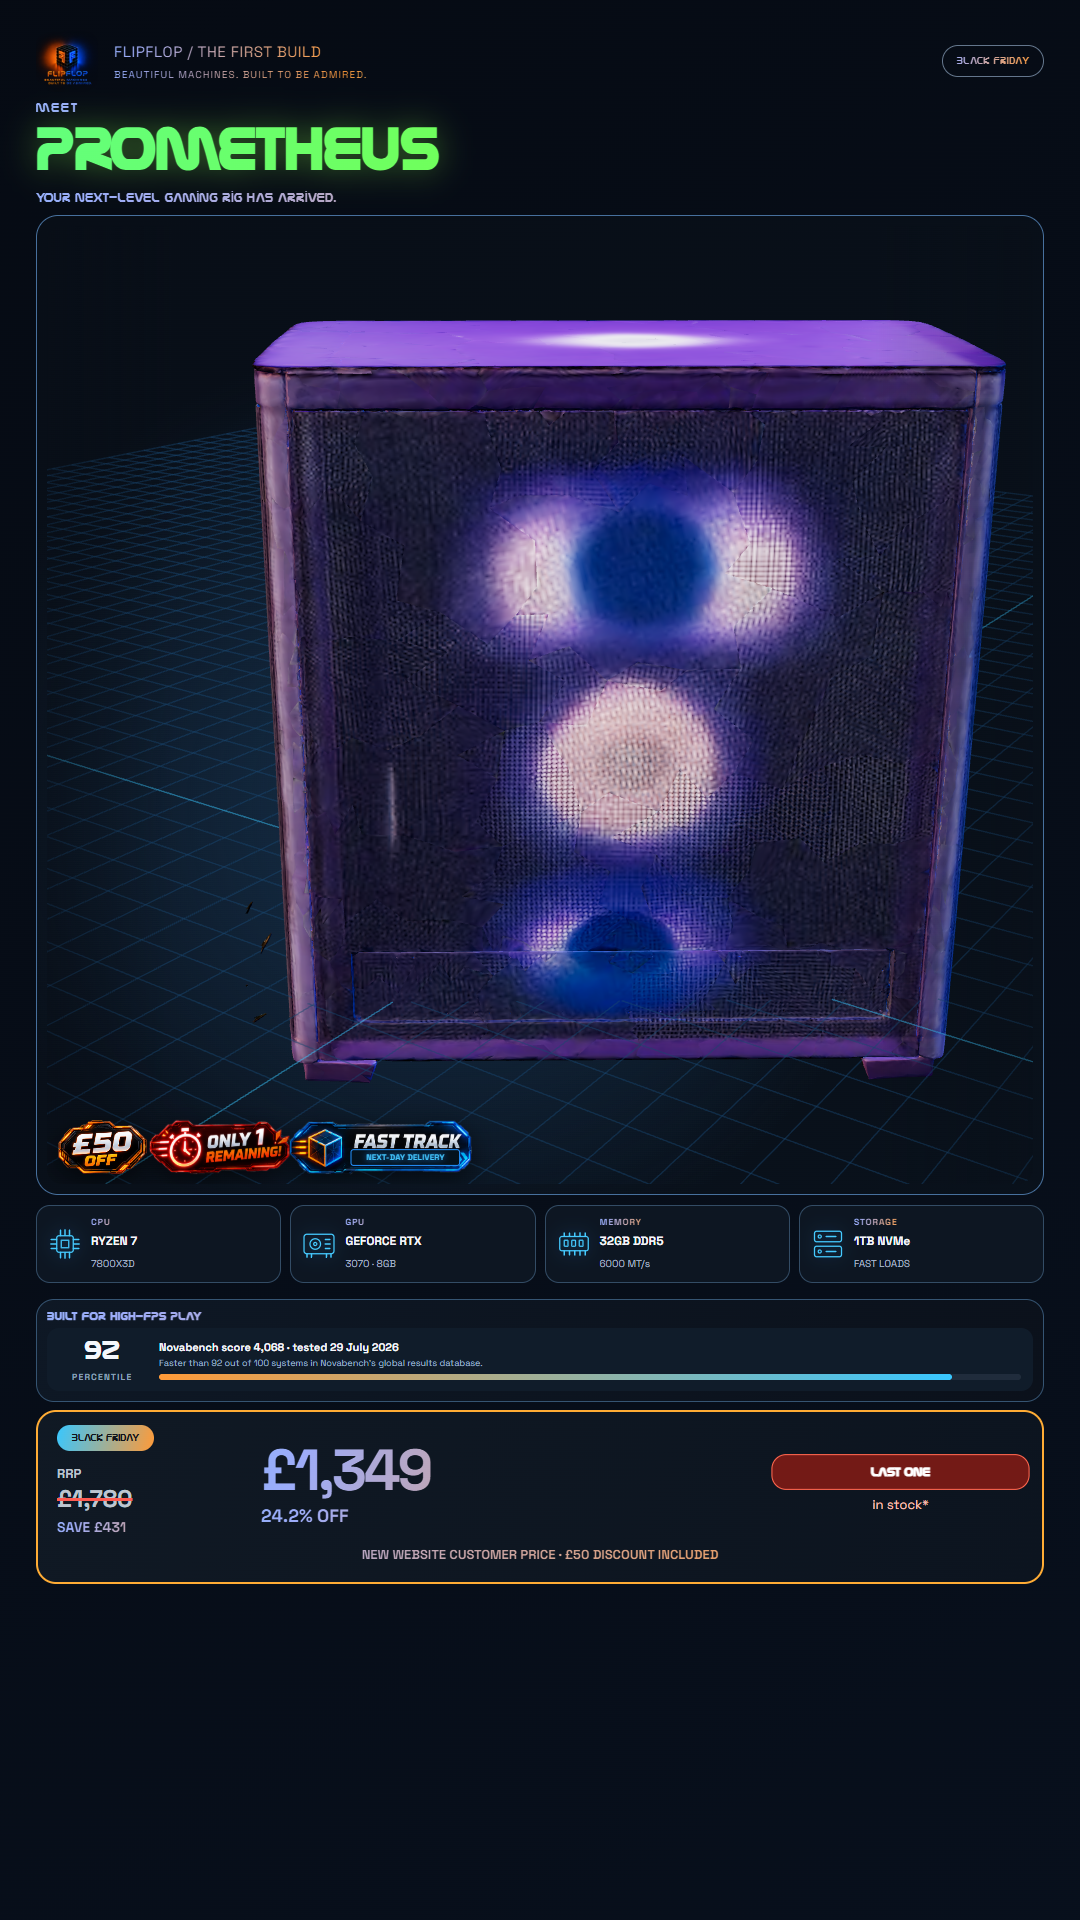 FLIPFLOP
FLIPFLOP / THE FIRST BUILD
BEAUTIFUL MACHINES. BUILT TO BE ADMIRED.
BLACK FRIDAY
MEET
PROMETHEUS
YOUR NEXT-LEVEL GAMING RIG HAS ARRIVED.
£50
OFF
ONLY 1
REMAINING!
FAST TRACK
NEXT-DAY DELIVERY
CPU
RYZEN 7
7800X3D
GPU
GEFORCE RTX
3070 · 8GB
MEMORY
32GB DDR5
6000 MT/s
STORAGE
1TB NVMe
FAST LOADS
BUILT FOR HIGH-FPS PLAY
92
PERCENTILE
Novabench score 4,068 · tested 29 July 2026
Faster than 92 out of 100 systems in Novabench's global results database.
BLACK FRIDAY
RRP
£1,780
SAVE £431
£1,349
24.2% OFF
LAST ONE
in stock*
NEW WEBSITE CUSTOMER PRICE · £50 DISCOUNT INCLUDED